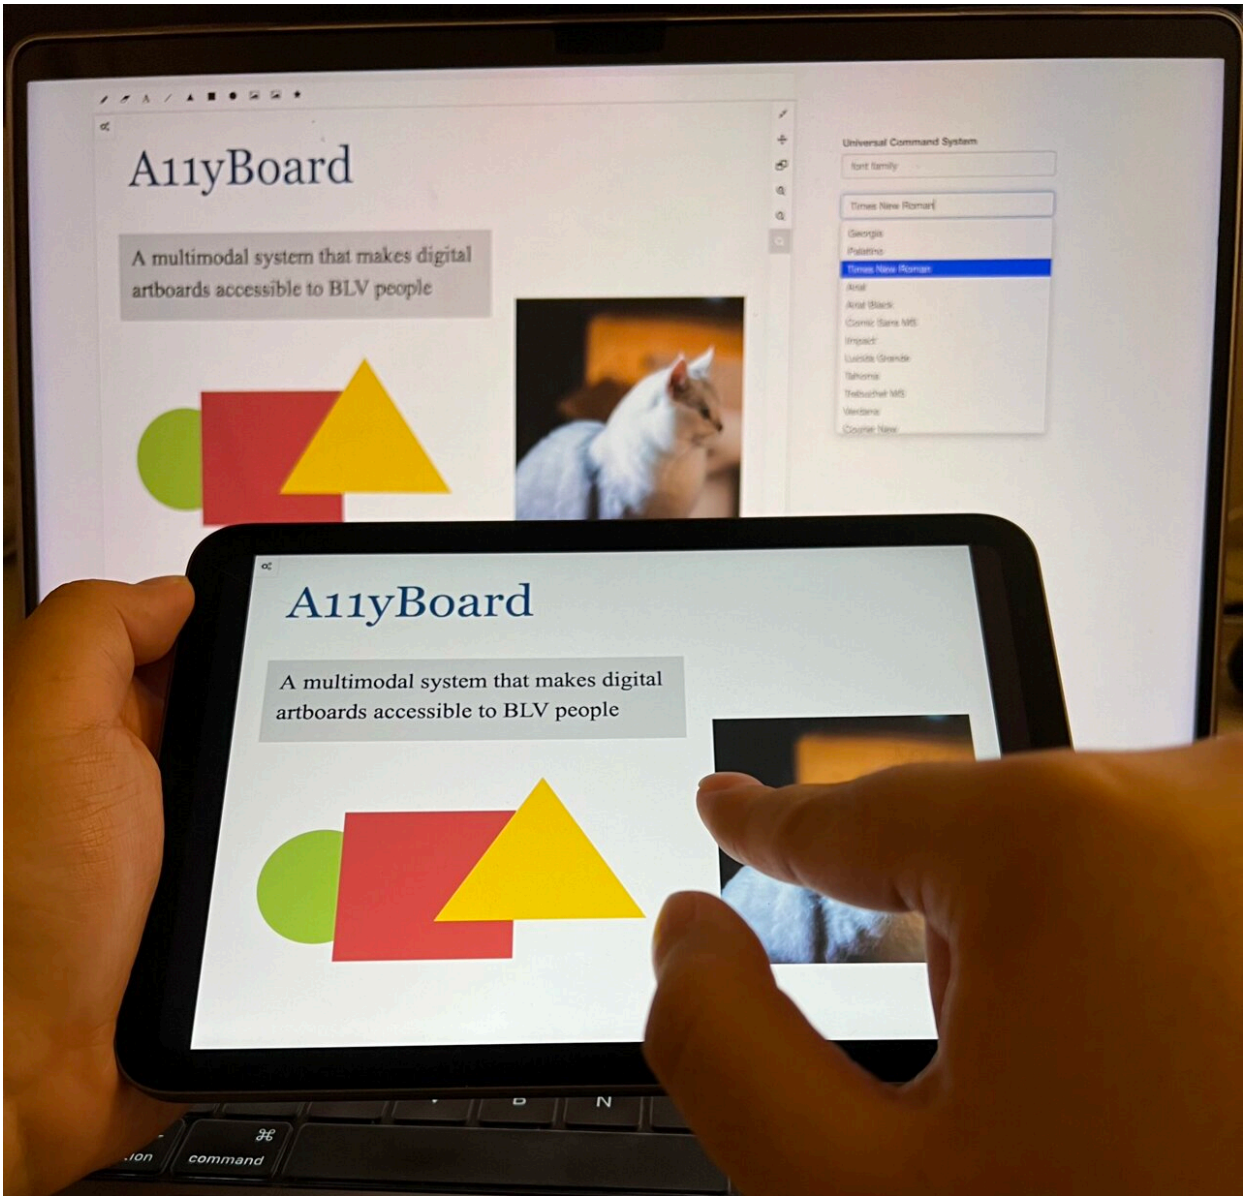 A11yBoard
A multimodal system that makes digital
artboards accessible to BLV people
Universal Command System
font family
Times New Roman
Georgia
Palatino
Times New Roman
Arial
Arial Black
Comic Sans MS
Impact
Lucida Grande
Tahoma
Trebuchet MS
Verdana
Courier New
A11yBoard
A multimodal system that makes digital
artboards accessible to BLV people
B
N
⌘
command